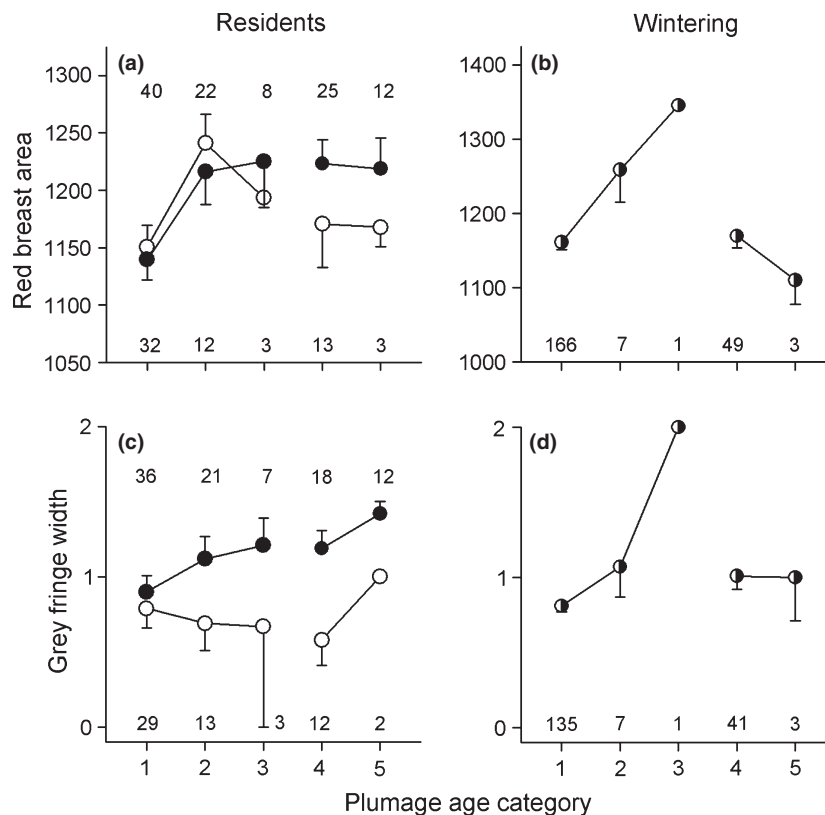 Residents
Wintering
(a)
(b)
Red breast area
1300
1250
1200
1150
1100
1050
40 22 8 25 12
32 12 3 13 3
1400
1300
1200
1100
1000
166 7 1 49 3
(c)
(d)
Grey fringe width
2
1
0
36 21 7 18 12
29 13 3 12 2
1 2 3 4 5
2
1
0
135 7 1 41 3
1 2 3 4 5
Plumage age category